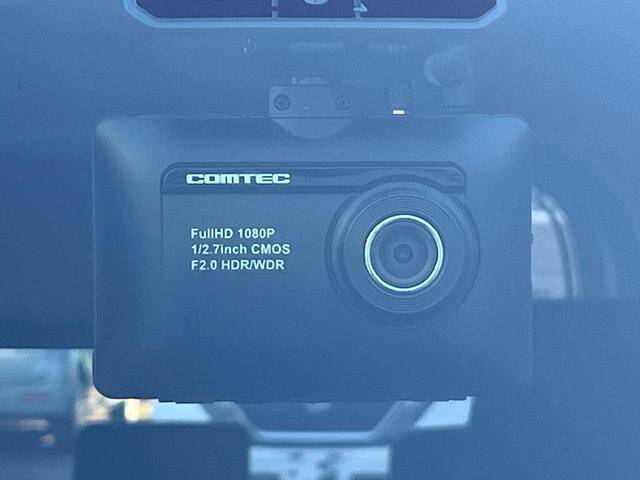 COMTEC
FullHD 1080P
1/2.7inch CMOS
F2.0 HDR/WDR